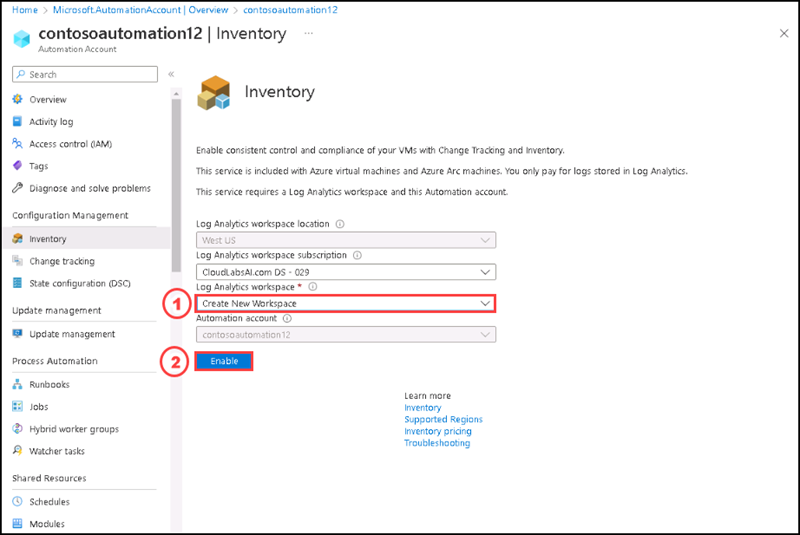 Home > Microsoft.AutomationAccount | Overview > contosoautomation12
contosoautomation12 | Inventory ...
Automation Account
Search
Overview
Activity log
Access control (IAM)
Tags
Diagnose and solve problems
Configuration Management
Inventory
Change tracking
State configuration (DSC)
Update management
Update management
Process Automation
Runbooks
Jobs
Hybrid worker groups
Watcher tasks
Shared Resources
Schedules
Modules
Inventory
Enable consistent control and compliance of your VMs with Change Tracking and Inventory.
This service is included with Azure virtual machines and Azure Arc machines. You only pay for logs stored in Log Analytics.
This service requires a Log Analytics workspace and this Automation account.
Log Analytics workspace location
West US
Log Analytics workspace subscription
CloudLabsAI.com DS - 029
Log Analytics workspace *
1 Create New Workspace
Automation account
contosoautomation12
2 Enable
Learn more
Inventory
Supported Regions
Inventory pricing
Troubleshooting